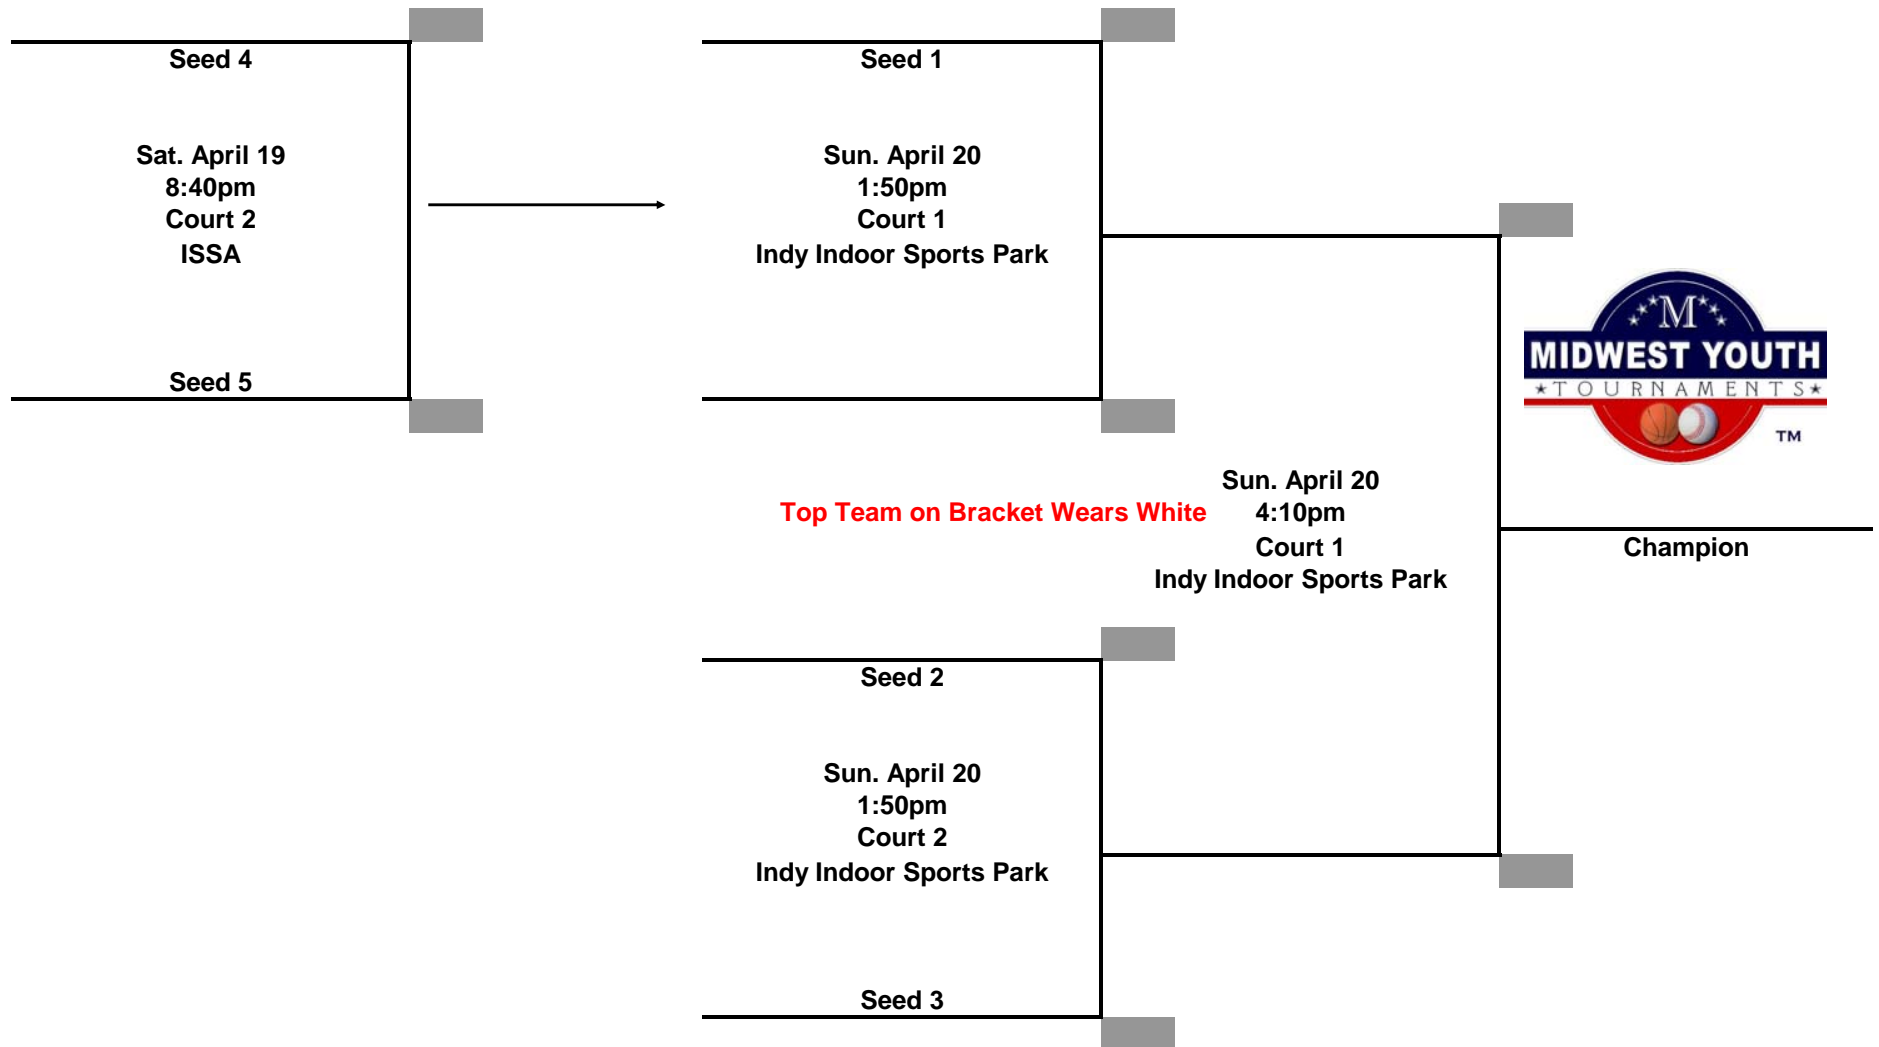 Seed 4
Sat. April 19
8:40pm
Court 2
ISSA
Seed 5
Seed 1
Sun. April 20
1:50pm
Court 1
Indy Indoor Sports Park
Top Team on Bracket Wears White
Sun. April 20
4:10pm
Court 1
Indy Indoor Sports Park
Seed 2
Sun. April 20
1:50pm
Court 2
Indy Indoor Sports Park
Seed 3
M
MIDWEST YOUTH
TOURNAMENTS
TM
Champion